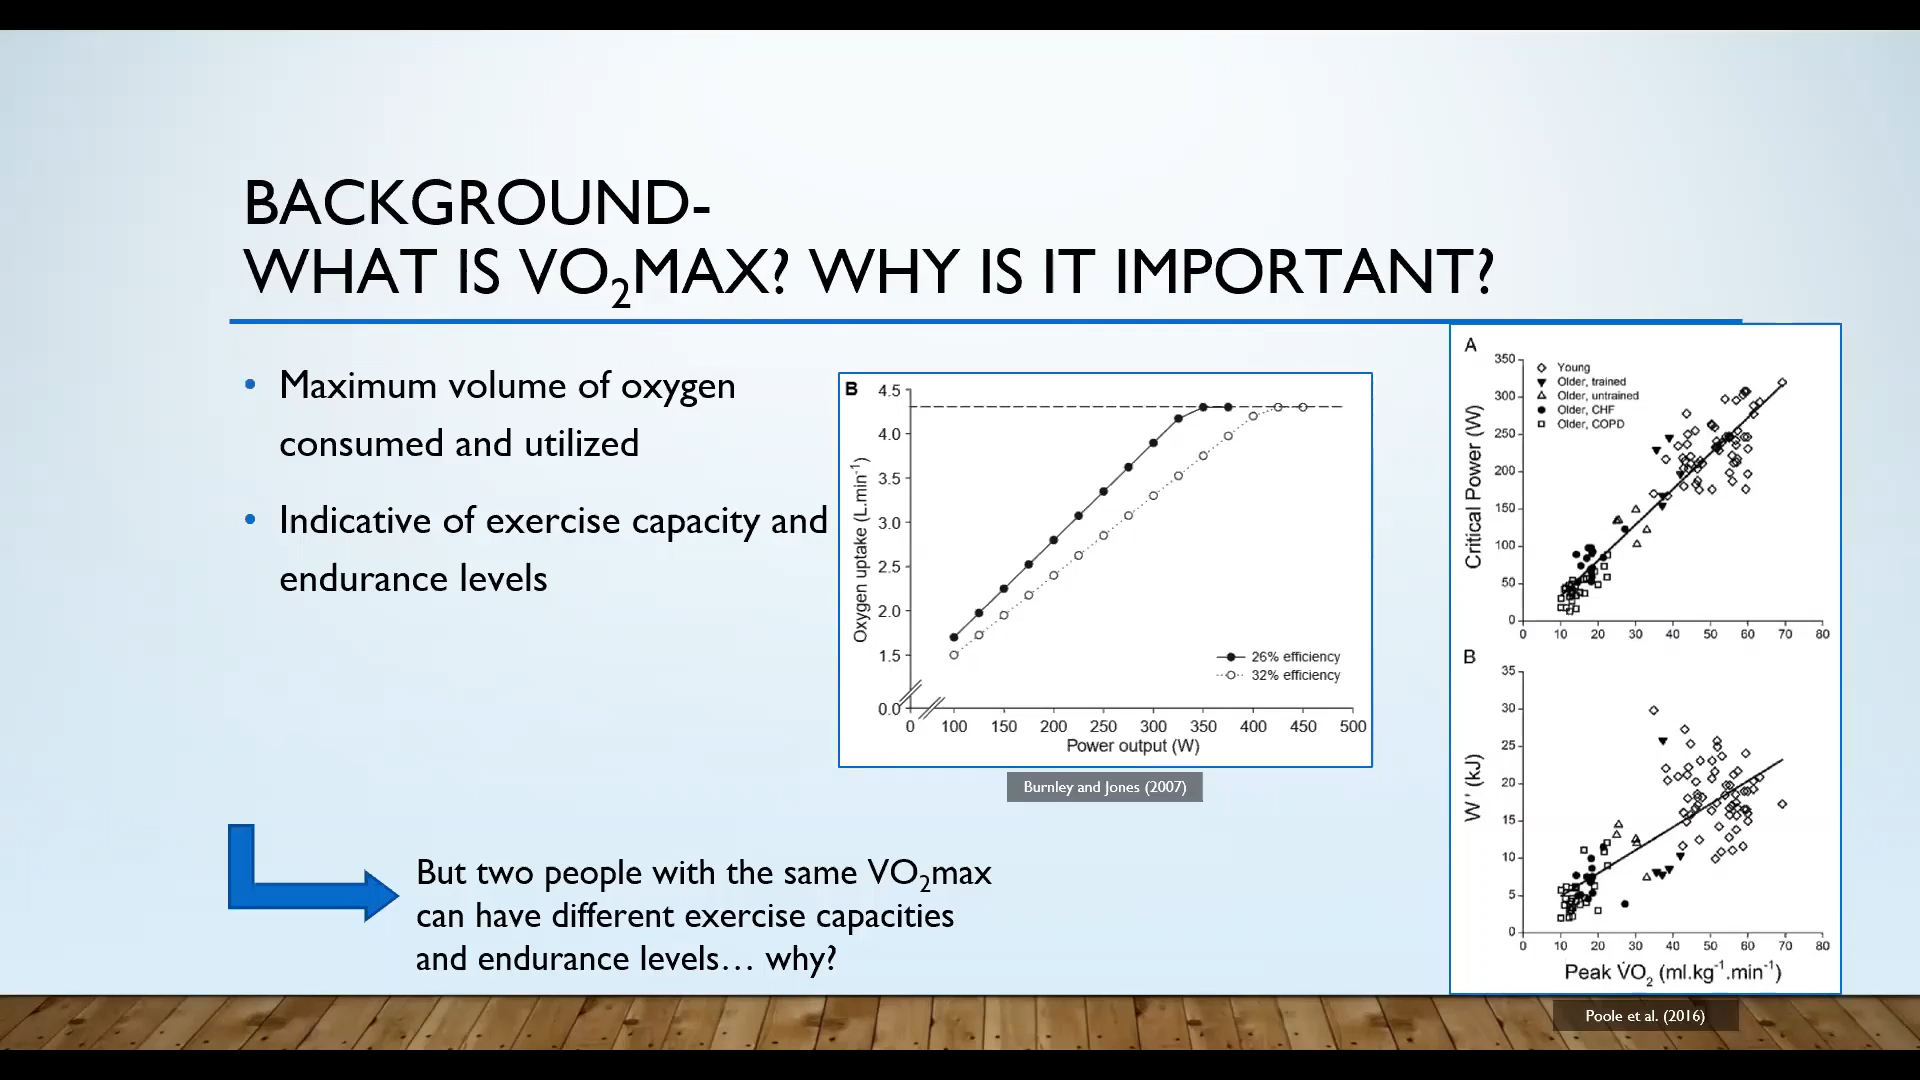 BACKGROUND-
WHAT IS VO₂MAX? WHY IS IT IMPORTANT?
• Maximum volume of oxygen
consumed and utilized
• Indicative of exercise capacity and
endurance levels
But two people with the same VO₂max
can have different exercise capacities
and endurance levels… why?
B
4.5
4.0
3.5
3.0
2.5
2.0
1.5
0.0
Oxygen uptake (L.min⁻¹)
26% efficiency
32% efficiency
0 100 150 200 250 300 350 400 450 500
Power output (W)
Burnley and Jones (2007)
A
350
300
250
200
150
100
50
0
Critical Power (W)
Young
Older, trained
Older, untrained
Older, CHF
Older, COPD
0 10 20 30 40 50 60 70 80
B
35
30
25
20
15
10
5
0
W' (kJ)
0 10 20 30 40 50 60 70 80
Peak V̇O₂ (ml.kg⁻¹.min⁻¹)
Poole et al. (2016)